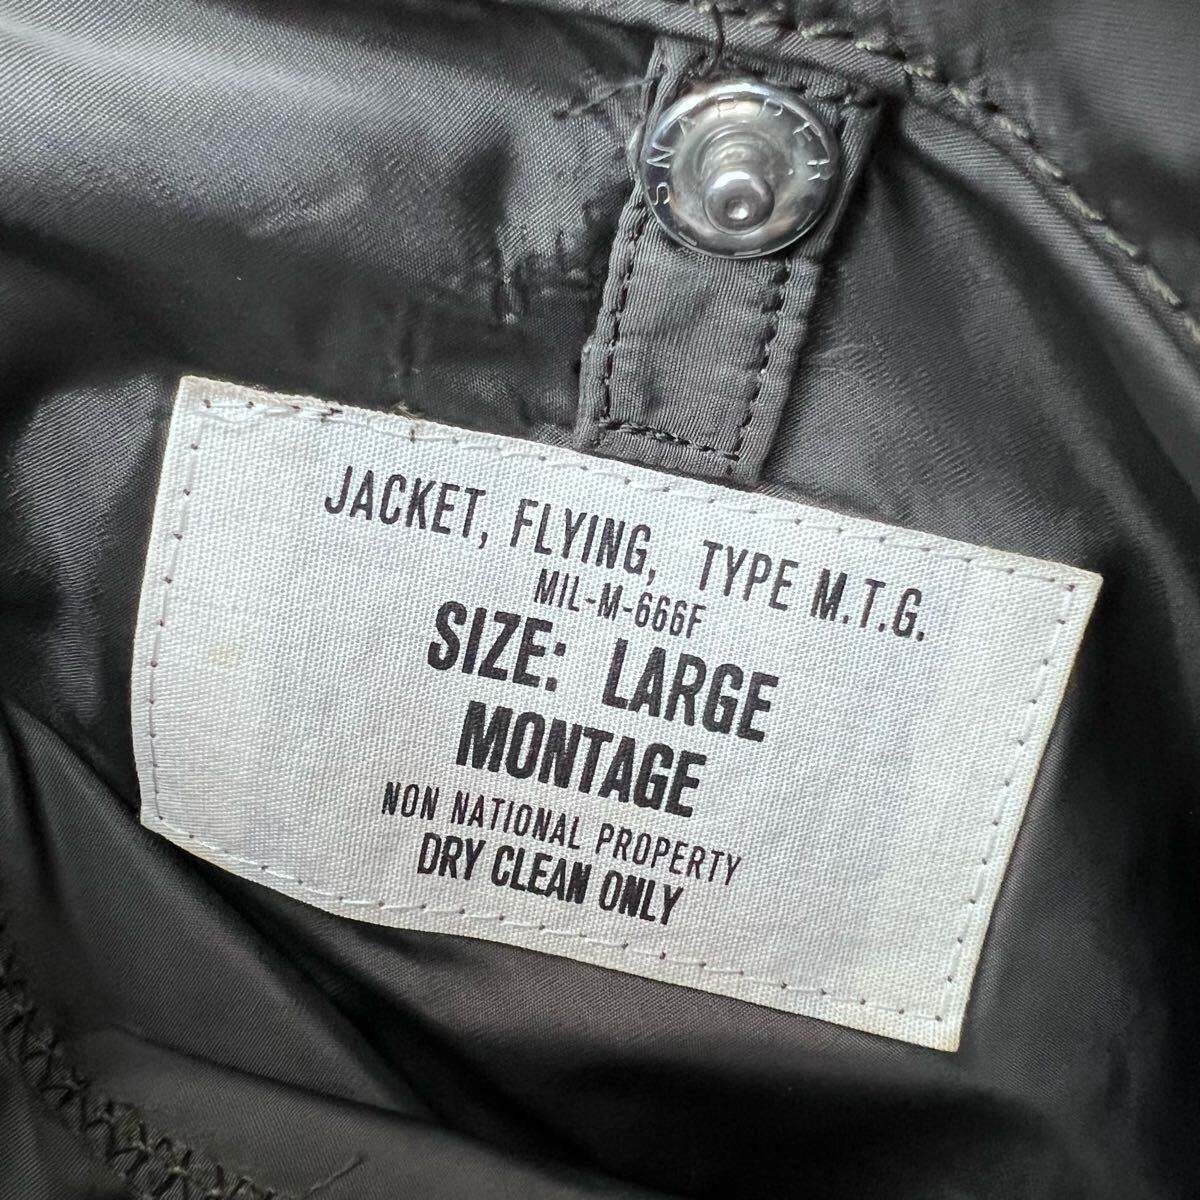 SNAPPER
JACKET, FLYING, TYPE M.T.G.
MIL-M-666F
SIZE: LARGE
MONTAGE
NON NATIONAL PROPERTY
DRY CLEAN ONLY